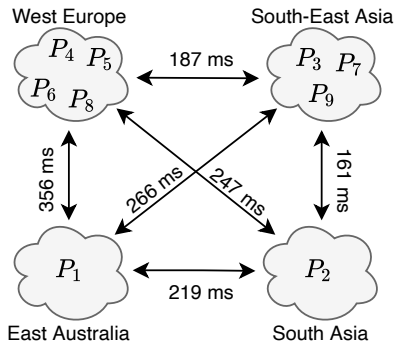 West Europe
South-East Asia
P4 P5
P6 P8
187 ms
P3 P7
P9
356 ms
266 ms
247 ms
161 ms
P1
219 ms
P2
East Australia
South Asia